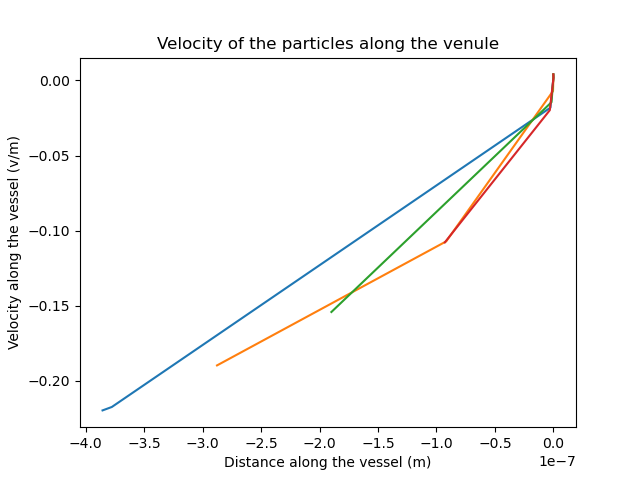 Velocity of the particles along the venule
Velocity along the vessel (v/m)
0.00
−0.05
−0.10
−0.15
−0.20
−4.0 −3.5 −3.0 −2.5 −2.0 −1.5 −1.0 −0.5 0.0
1e−7
Distance along the vessel (m)